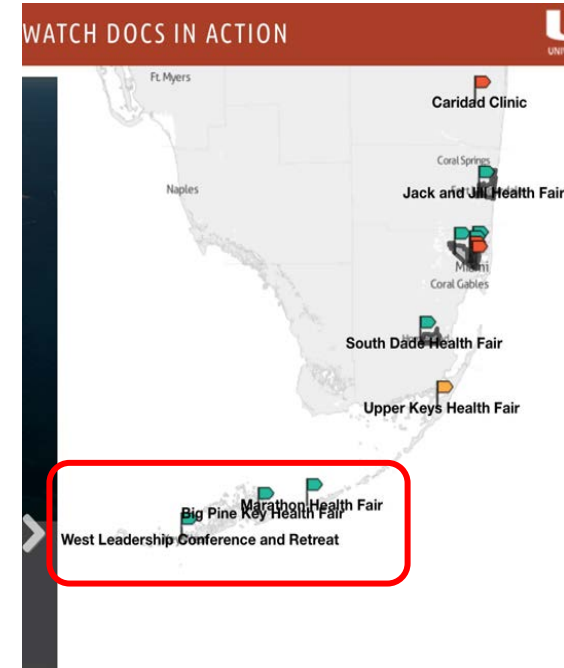 WATCH DOCS IN ACTION
U
UNIV
Ft. Myers
Caridad Clinic
Coral Springs
Naples
Jack and Jill Health Fair
Miami
Coral Gables
South Dade Health Fair
Upper Keys Health Fair
Marathon Health Fair
Big Pine Key Health Fair
West Leadership Conference and Retreat